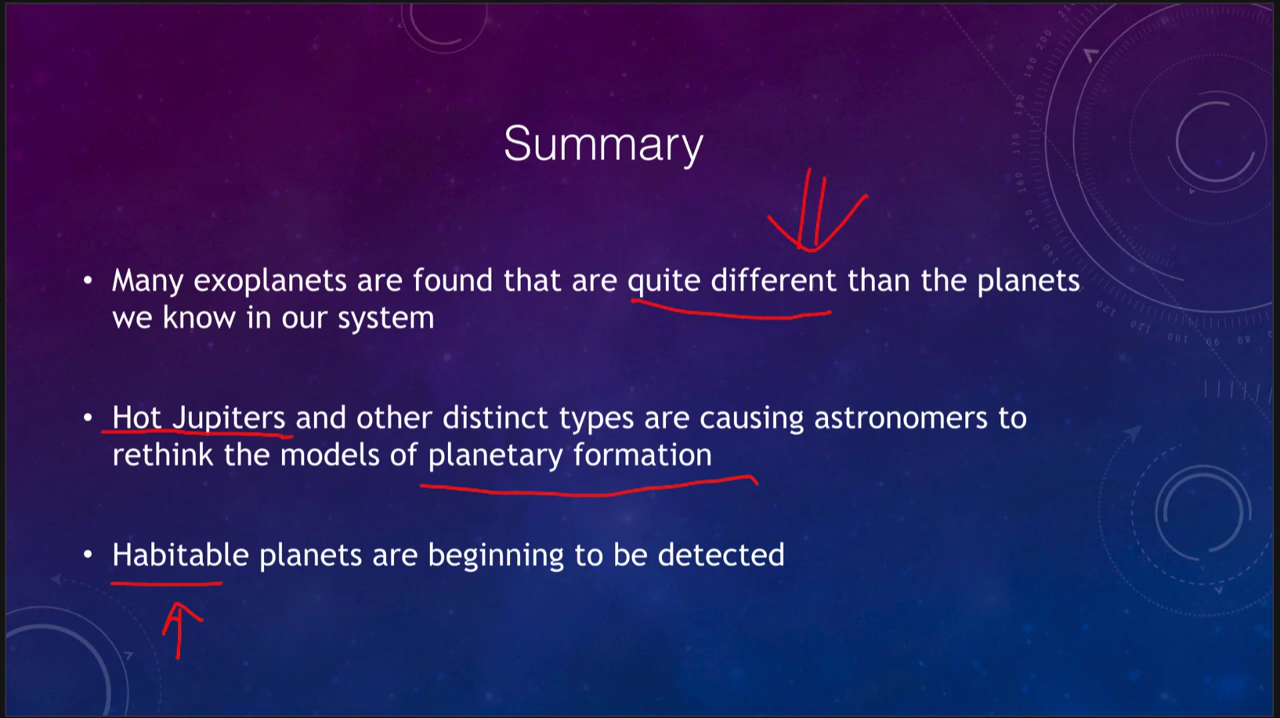 Summary
• Many exoplanets are found that are quite different than the planets
we know in our system
• Hot Jupiters and other distinct types are causing astronomers to
rethink the models of planetary formation
• Habitable planets are beginning to be detected